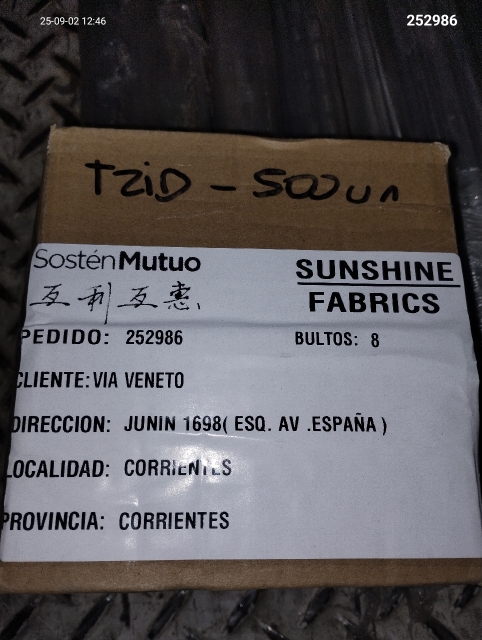 25-09-02 12:46
252986
TZID - 500un
SosténMutuo
互利互惠
SUNSHINE
FABRICS
PEDIDO: 252986
BULTOS: 8
CLIENTE: VIA VENETO
DIRECCION: JUNIN 1698( ESQ. AV .ESPAÑA )
LOCALIDAD: CORRIENTES
PROVINCIA: CORRIENTES